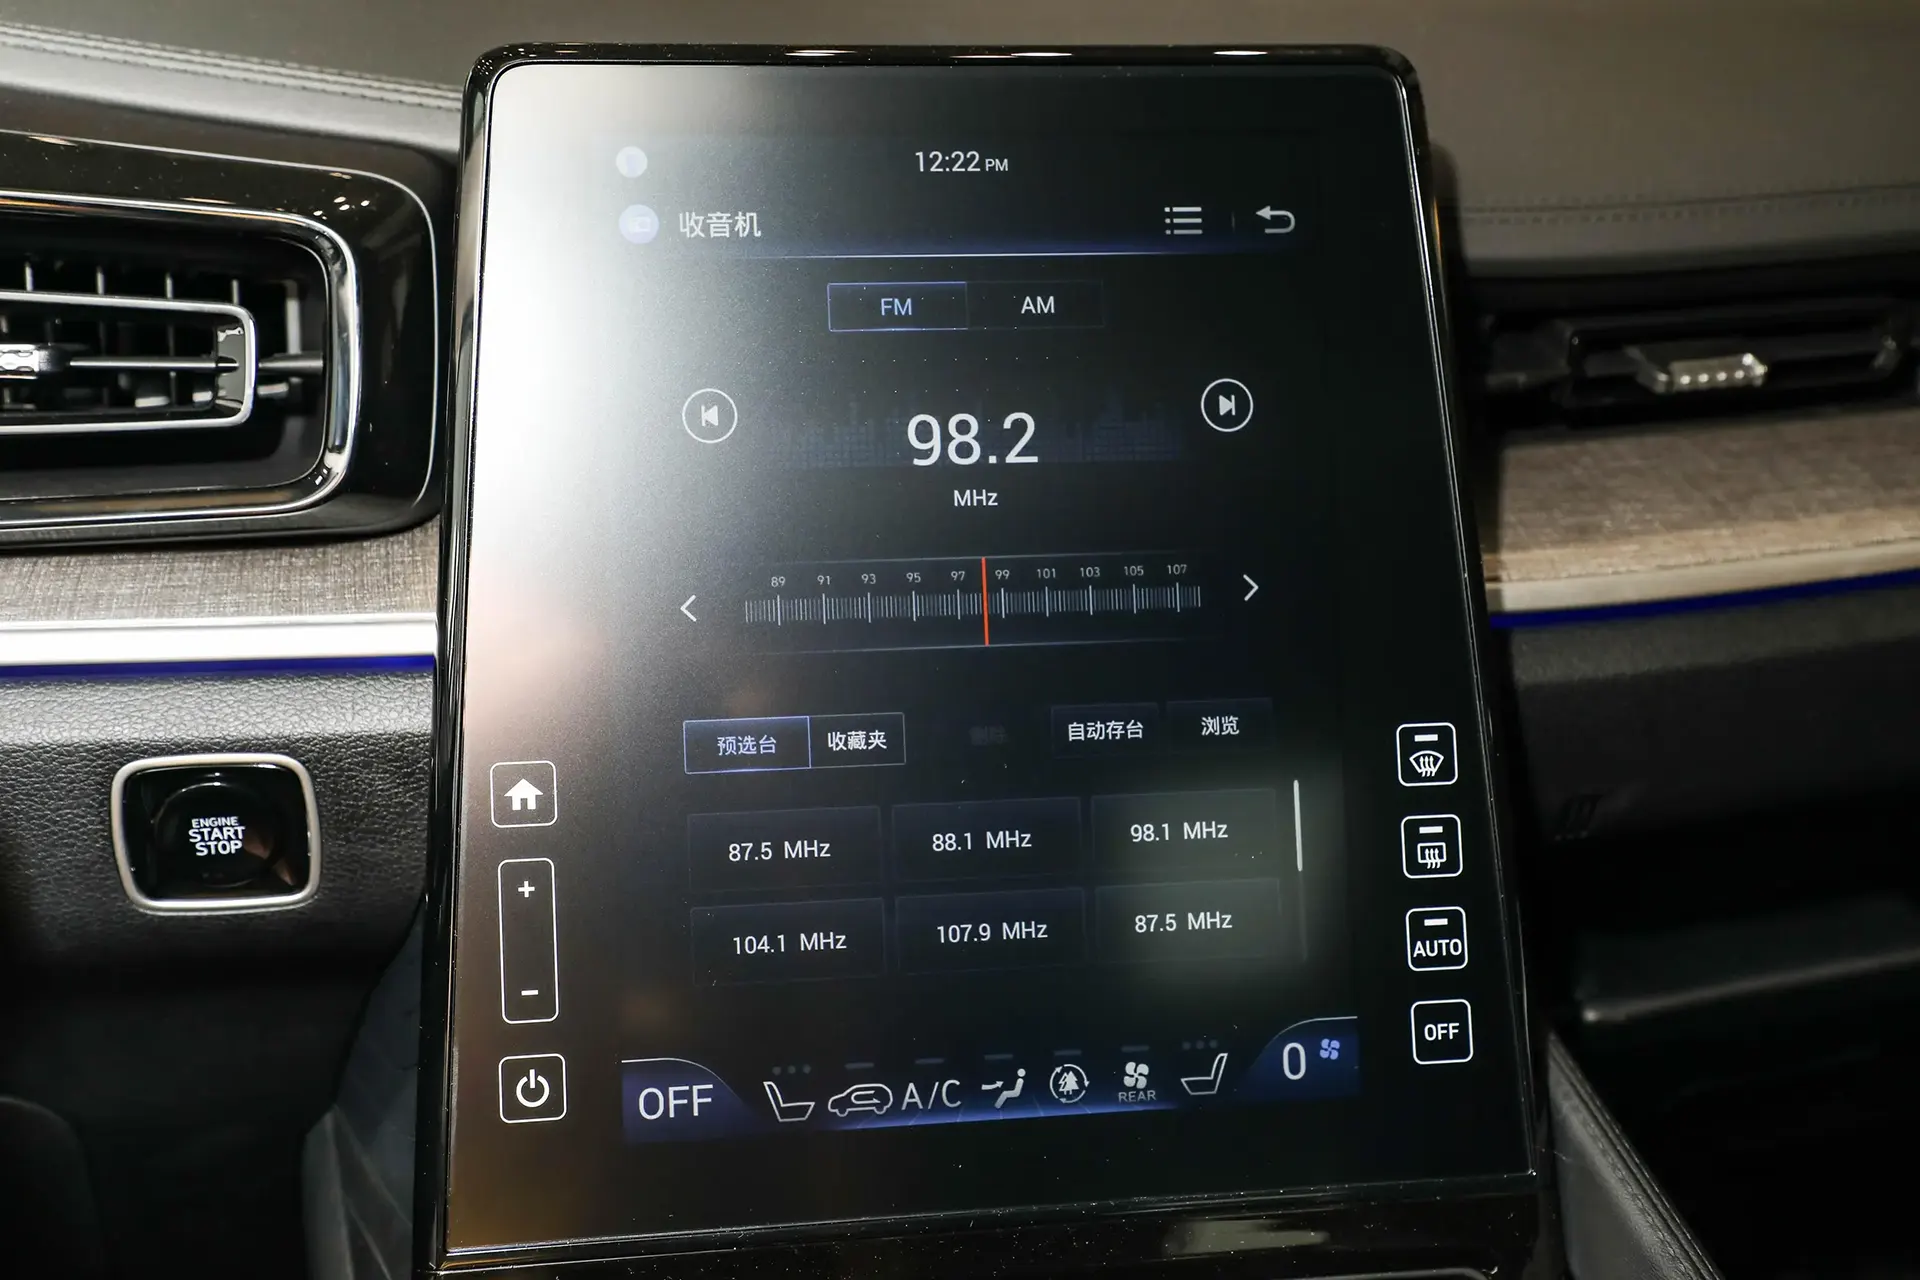 12:22 PM
收音机
FM AM
98.2
MHz
89 91 93 95 97 99 101 103 105 107
预选台 收藏夹 删除 自动存台 浏览
87.5 MHz 88.1 MHz 98.1 MHz
104.1 MHz 107.9 MHz 87.5 MHz
ENGINE
START
STOP
+
-
AUTO
OFF
OFF A/C REAR 0